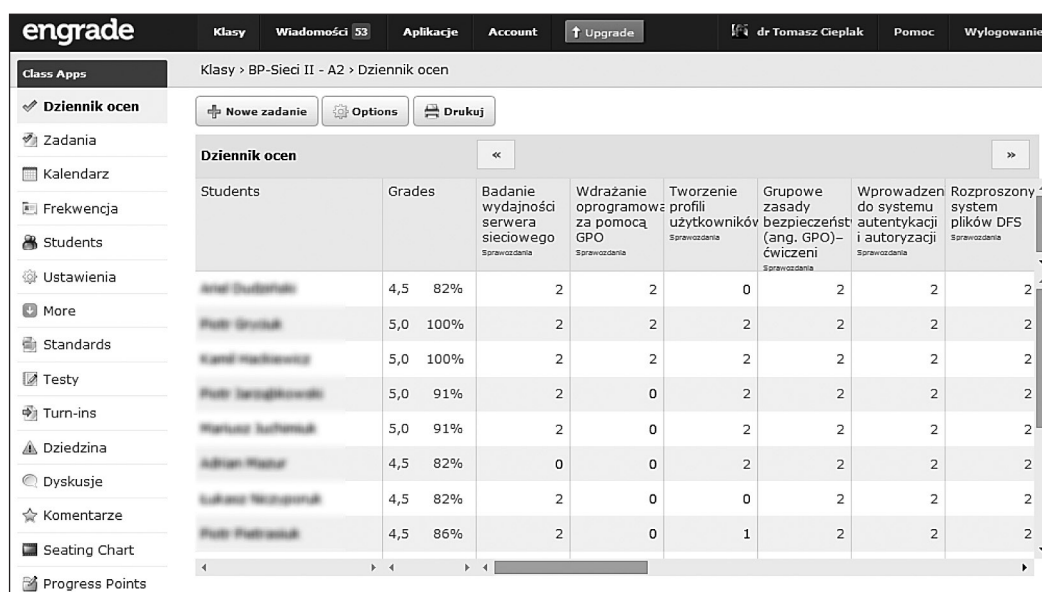 engrade
Klasy Wiadomości 53 Aplikacje Account Upgrade dr Tomasz Cieplak Pomoc Wylogowanie
Class Apps
Klasy › BP-Sieci II - A2 › Dziennik ocen
Dziennik ocen
Nowe zadanie Options Drukuj
Zadania
Dziennik ocen « »
Kalendarz
Frekwencja
Students
Ustawienia
More
Standards
Testy
Turn-ins
Dziedzina
Dyskusje
Komentarze
Seating Chart
Progress Points
Students Grades
Badanie
wydajności
serwera
sieciowego
Sprawozdania
Wdrażanie
oprogramowa
za pomocą
GPO
Sprawozdania
Tworzenie
profili
użytkowników
Sprawozdania
Grupowe
zasady
bezpieczeńst
(ang. GPO)–
ćwiczeni
Sprawozdania
Wprowadzen
do systemu
autentykacji
i autoryzacji
Sprawozdania
Rozproszony
system
plików DFS
Sprawozdania
4,5 82% 2 2 0 2 2 2
5,0 100% 2 2 2 2 2 2
5,0 100% 2 2 2 2 2 2
5,0 91% 2 0 2 2 2 2
5,0 91% 2 0 2 2 2 2
4,5 82% 0 0 2 2 2 2
4,5 82% 2 0 0 2 2 2
4,5 86% 2 0 1 2 2 2